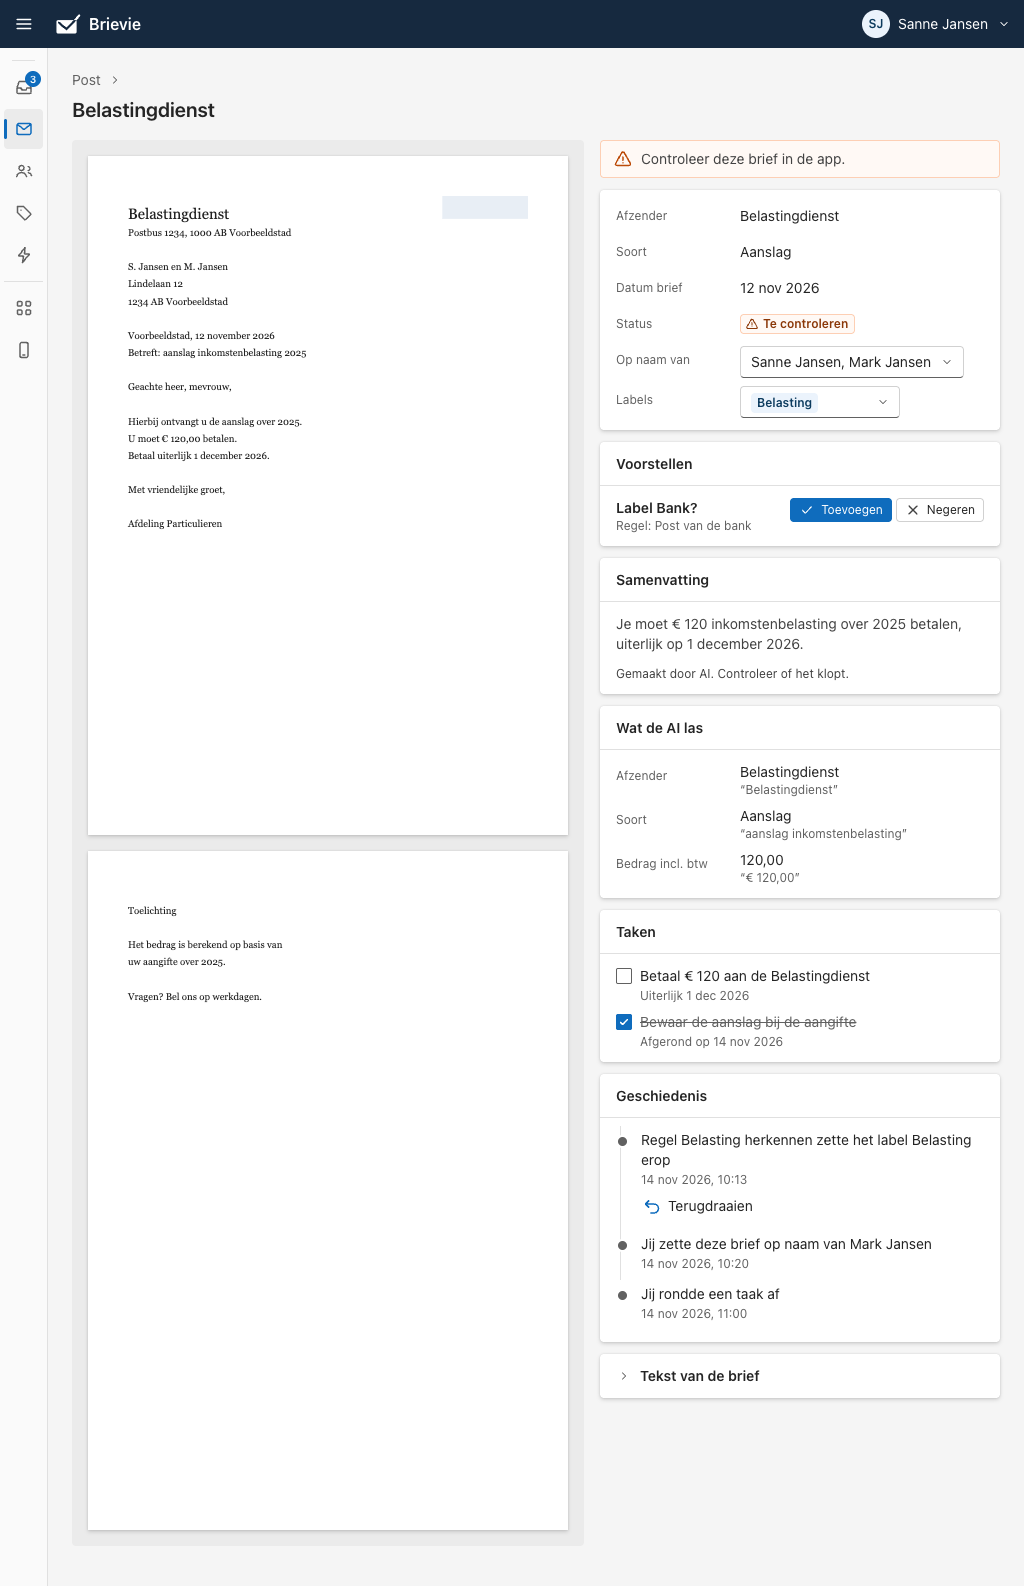 Brievie
SJ
Sanne Jansen
3
Post
Belastingdienst
Belastingdienst
Postbus 1234, 1000 AB Voorbeeldstad
S. Jansen en M. Jansen
Lindelaan 12
1234 AB Voorbeeldstad
Voorbeeldstad, 12 november 2026
Betreft: aanslag inkomstenbelasting 2025
Geachte heer, mevrouw,
Hierbij ontvangt u de aanslag over 2025.
U moet € 120,00 betalen.
Betaal uiterlijk 1 december 2026.
Met vriendelijke groet,
Afdeling Particulieren
Toelichting
Het bedrag is berekend op basis van
uw aangifte over 2025.
Vragen? Bel ons op werkdagen.
Controleer deze brief in de app.
Afzender Belastingdienst
Soort Aanslag
Datum brief 12 nov 2026
Status Te controleren
Op naam van Sanne Jansen, Mark Jansen
Labels Belasting
Voorstellen
Label Bank?
Regel: Post van de bank
Toevoegen
Negeren
Samenvatting
Je moet € 120 inkomstenbelasting over 2025 betalen,
uiterlijk op 1 december 2026.
Gemaakt door AI. Controleer of het klopt.
Wat de AI las
Afzender Belastingdienst
“Belastingdienst”
Soort Aanslag
“aanslag inkomstenbelasting”
Bedrag incl. btw 120,00
“€ 120,00”
Taken
Betaal € 120 aan de Belastingdienst
Uiterlijk 1 dec 2026
Bewaar de aanslag bij de aangifte
Afgerond op 14 nov 2026
Geschiedenis
Regel Belasting herkennen zette het label Belasting
erop
14 nov 2026, 10:13
Terugdraaien
Jij zette deze brief op naam van Mark Jansen
14 nov 2026, 10:20
Jij rondde een taak af
14 nov 2026, 11:00
Tekst van de brief